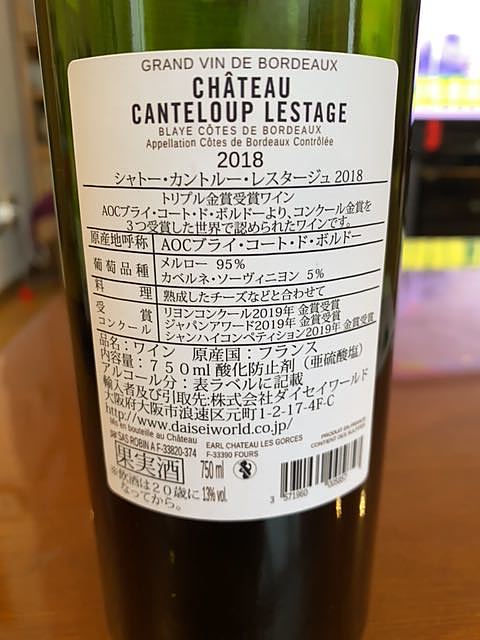 GRAND VIN DE BORDEAUX
CHÂTEAU
CANTELOUP LESTAGE
BLAYE CÔTES DE BORDEAUX
Appellation Côtes de Bordeaux Contrôlée
2018
シャトー・カントルー・レスタージュ 2018
トリプル金賞受賞ワイン
AOCブライ・コート・ド・ボルドーより、コンクール金賞を
3つ受賞した世界で認められたワインです。
原産地呼称 AOCブライ・コート・ド・ボルドー
葡萄品種 メルロー 95%
カベルネ・ソーヴィニヨン 5%
料理 熟成したチーズなどと合わせて
受賞 リヨンコンクール2019年 金賞受賞
コンクール ジャパンアワード2019年 金賞受賞
シャンハイコンペティション2019年 金賞受賞
品名:ワイン 原産国:フランス
内容量:750ml 酸化防止剤(亜硫酸塩)
アルコール分:表ラベルに記載
輸入者及び引取先:株式会社ダイセイワールド
大阪府大阪市浪速区元町1-2-17-4F-C
http://www.daiseiworld.co.jp/
Mis en bouteille au Château
par SAS ROBIN A.F-33820-374
EARL CHATEAU LES GORCES
F-33390 FOURS
PRODUIT EN FRANCE
CONTIENT DES SULFITES
果実酒 750 ml
※飲酒は20歳に
なってから。
13% vol.
3 571960